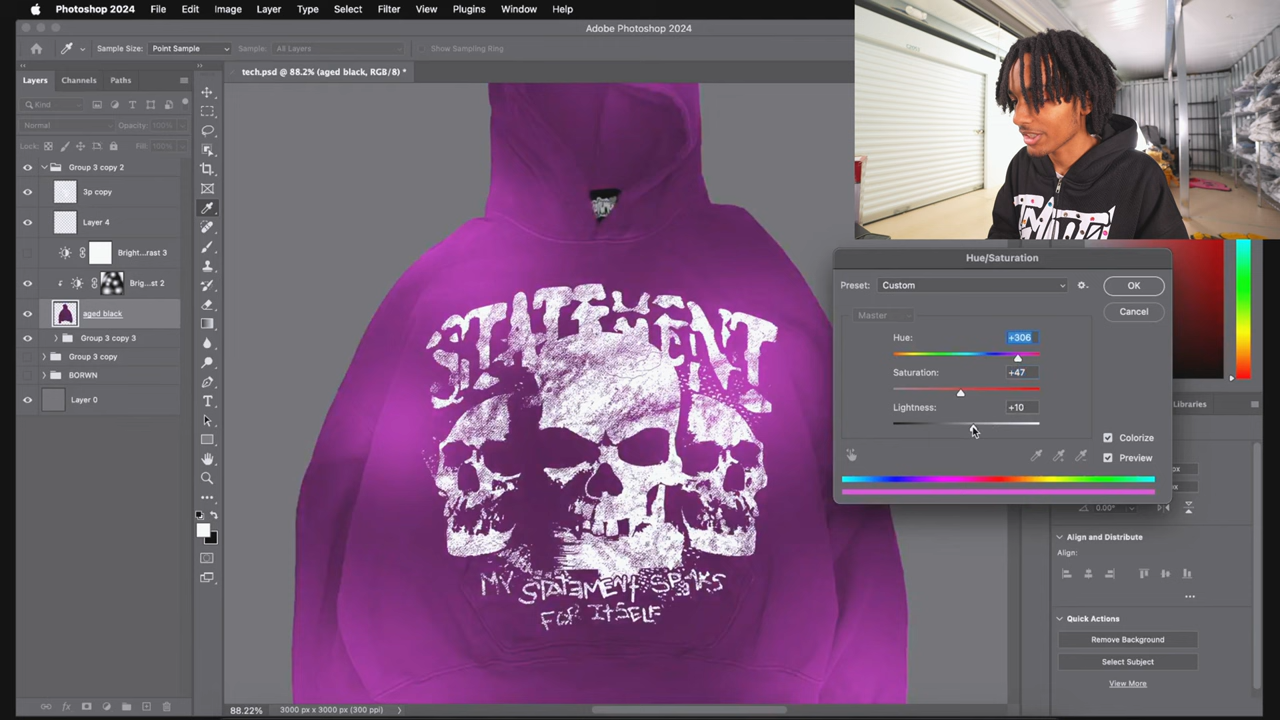 Photoshop 2024 File Edit Image Layer Type Select Filter View Plugins Window Help
Adobe Photoshop 2024
Sample Size: Point Sample Sample: All Layers Show Sampling Ring
Layers Channels Paths
tech.psd @ 88.2% (aged black, RGB/8) *
Kind
Normal Opacity: 100%
Lock: Fill: 100%
Group 3 copy 2
3p copy
Layer 4
Bright...rast 3
Brig...st 2
aged black
Group 3 copy 3
Group 3 copy
BORWN
Layer 0
STATEMENT
MY STATEMENT SPEAKS
FOR ITSELF
Hue/Saturation
Preset: Custom
OK
Master
Cancel
Hue: +306
Saturation: +47
Lightness: +10
Colorize
Preview
Libraries
px
px
0.00°
Align and Distribute
Align:
Quick Actions
Remove Background
Select Subject
View More
88.22% 3000 px x 3000 px (300 ppi)